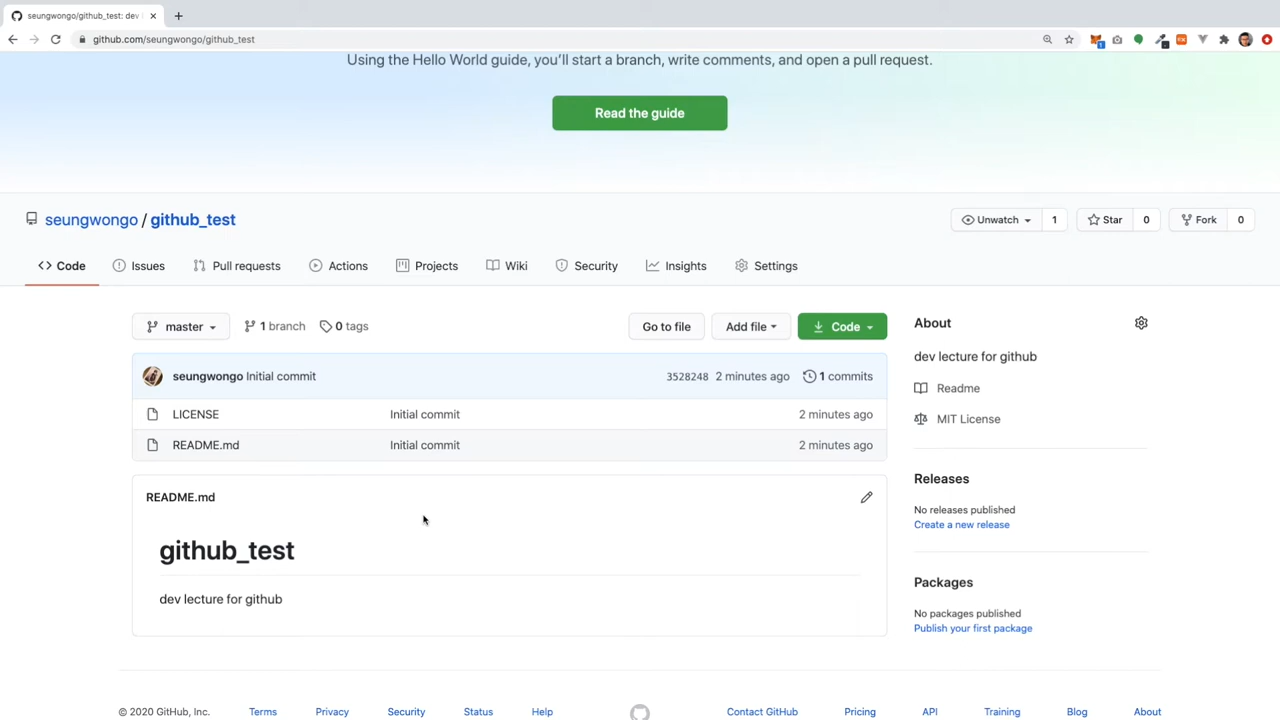 seungwongo/github_test: dev
github.com/seungwongo/github_test
Using the Hello World guide, you'll start a branch, write comments, and open a pull request.
Read the guide
seungwongo / github_test
Unwatch 1 Star 0 Fork 0
Code Issues Pull requests Actions Projects Wiki Security Insights Settings
master 1 branch 0 tags Go to file Add file Code
seungwongo Initial commit 3528248 2 minutes ago 1 commits
LICENSE Initial commit 2 minutes ago
README.md Initial commit 2 minutes ago
README.md
github_test
dev lecture for github
About
dev lecture for github
Readme
MIT License
Releases
No releases published
Create a new release
Packages
No packages published
Publish your first package
© 2020 GitHub, Inc. Terms Privacy Security Status Help Contact GitHub Pricing API Training Blog About